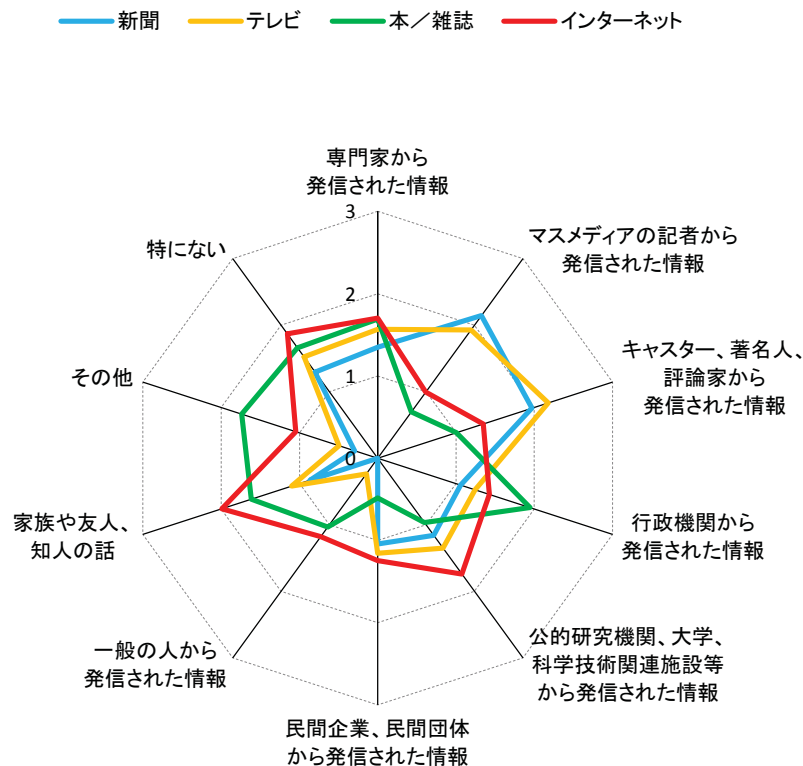 新聞 テレビ 本／雑誌 インターネット
専門家から
発信された情報
マスメディアの記者から
発信された情報
キャスター、著名人、
評論家から
発信された情報
行政機関から
発信された情報
公的研究機関、大学、
科学技術関連施設等
から発信された情報
民間企業、民間団体
から発信された情報
一般の人から
発信された情報
家族や友人、
知人の話
その他
特にない
3
2
1
0